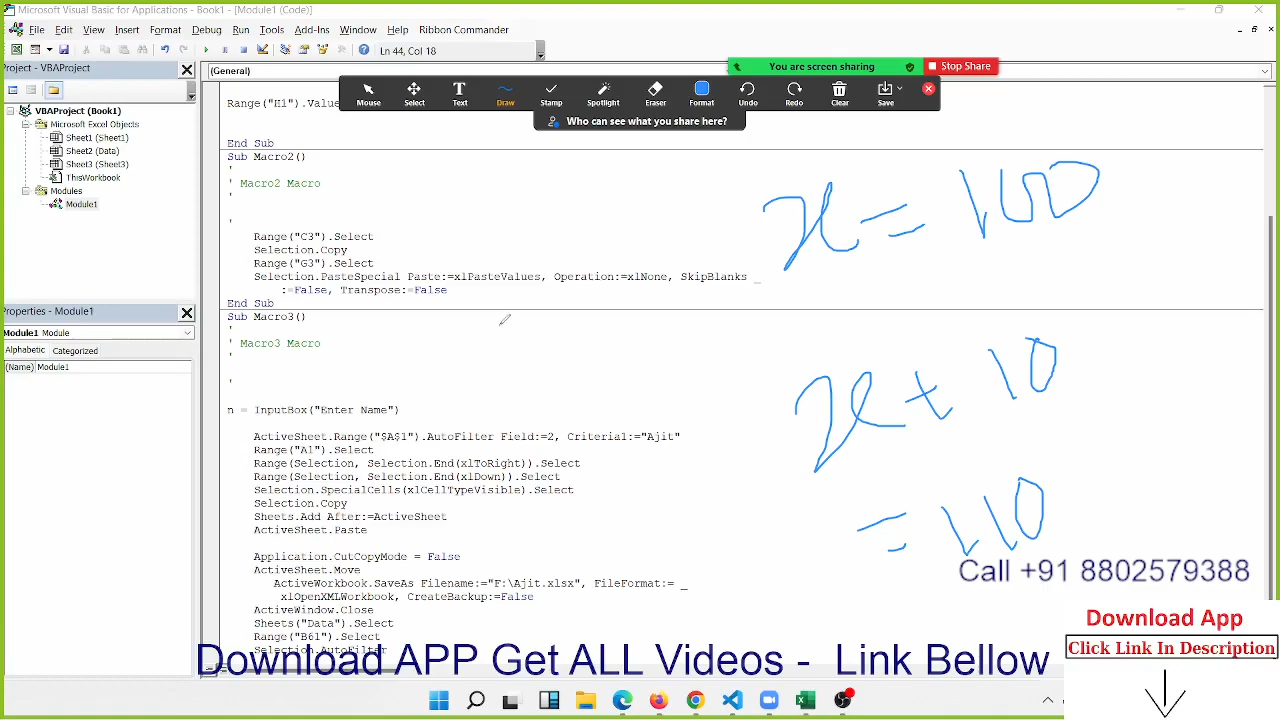 Microsoft Visual Basic for Applications - Book1 - [Module1 (Code)]
File Edit View Insert Format Debug Run Tools Add-Ins Window Help Ribbon Commander
Ln 44, Col 18
Project - VBAProject
(General)
You are screen sharing
Stop Share
Mouse Select Text Draw Stamp Spotlight Eraser Format Undo Redo Clear Save
Who can see what you share here?
VBAProject (Book1)
Microsoft Excel Objects
Sheet1 (Sheet1)
Sheet2 (Data)
Sheet3 (Sheet3)
ThisWorkbook
Modules
Module1
Properties - Module1
Module1 Module
Alphabetic Categorized
(Name) Module1
Range("H1").Value
End Sub
Sub Macro2()
'
' Macro2 Macro
'
'
Range("C3").Select
Selection.Copy
Range("G3").Select
Selection.PasteSpecial Paste:=xlPasteValues, Operation:=xlNone, SkipBlanks _
:=False, Transpose:=False
End Sub
Sub Macro3()
'
' Macro3 Macro
'
'
n = InputBox("Enter Name")
ActiveSheet.Range("$A$1").AutoFilter Field:=2, Criteria1:="Ajit"
Range("A1").Select
Range(Selection, Selection.End(xlToRight)).Select
Range(Selection, Selection.End(xlDown)).Select
Selection.SpecialCells(xlCellTypeVisible).Select
Selection.Copy
Sheets.Add After:=ActiveSheet
ActiveSheet.Paste
Application.CutCopyMode = False
ActiveSheet.Move
ActiveWorkbook.SaveAs Filename:="F:\Ajit.xlsx", FileFormat:= _
xlOpenXMLWorkbook, CreateBackup:=False
ActiveWindow.Close
Sheets("Data").Select
Range("B61").Select
Selection.AutoFilter
x = 100
x + 10
= 110
Call +91 8802579388
Download App
Click Link In Description
Download APP Get ALL Videos - Link Bellow